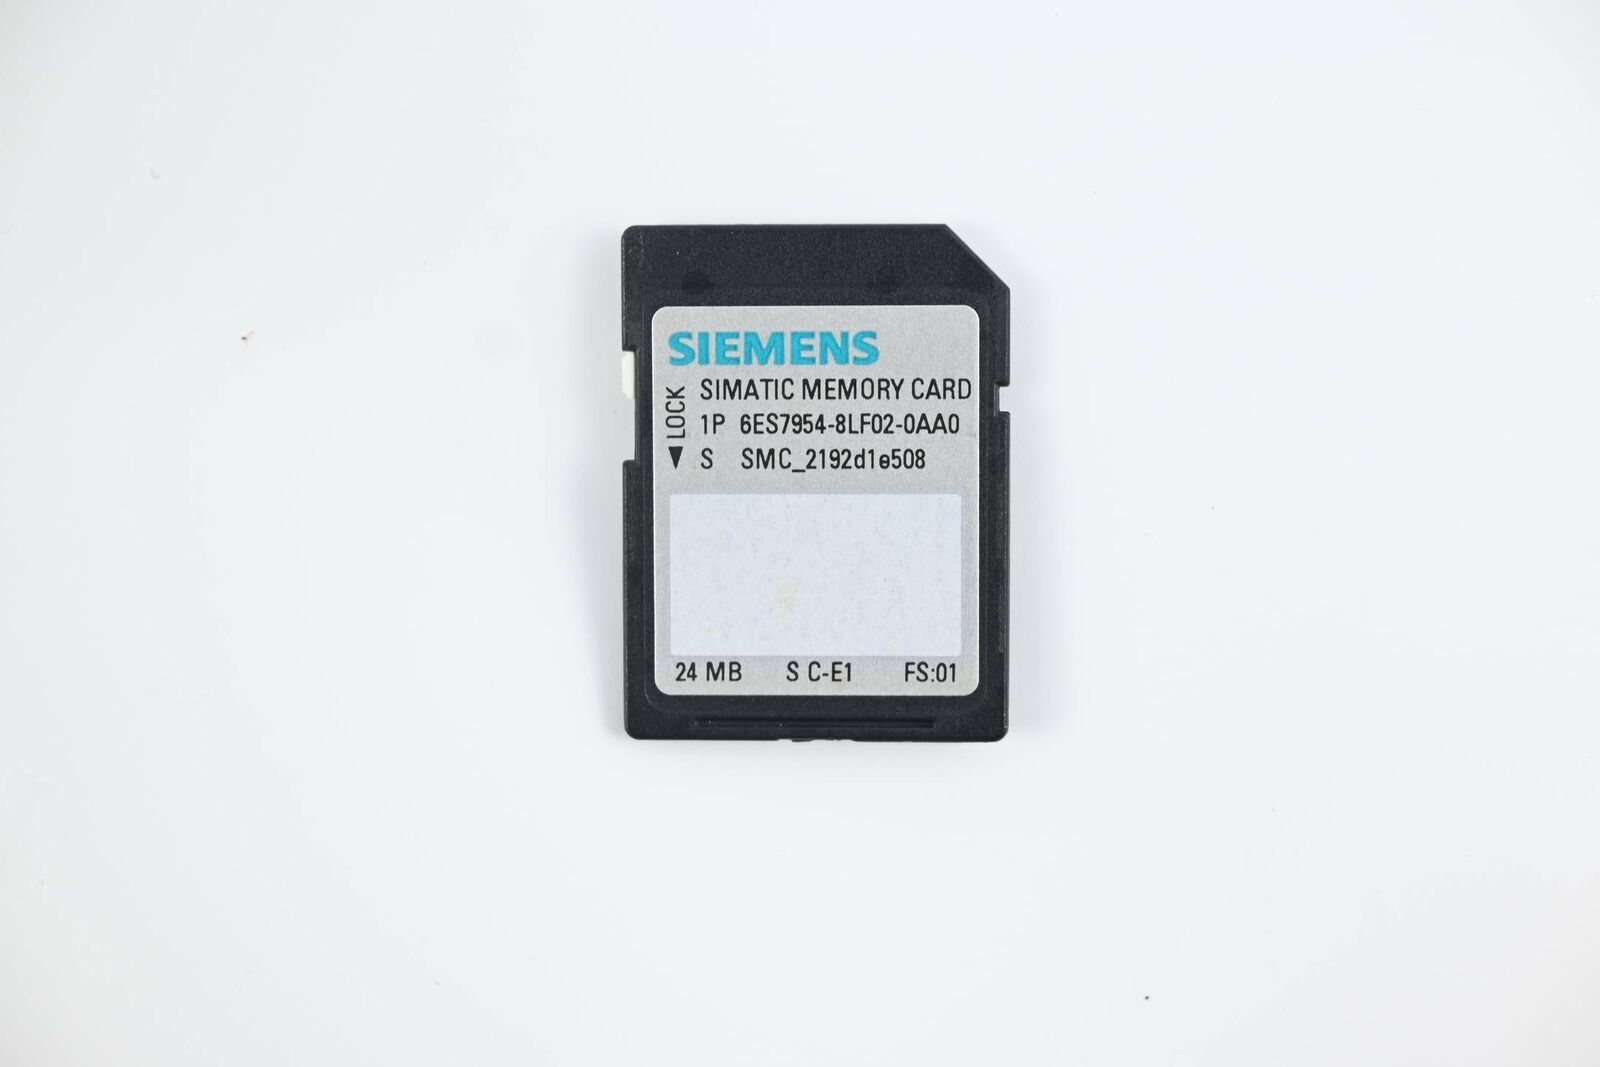 SIEMENS
LOCK
SIMATIC MEMORY CARD
1P 6ES7954-8LF02-0AA0
S SMC_2192d1e508
24 MB S C-E1 FS:01